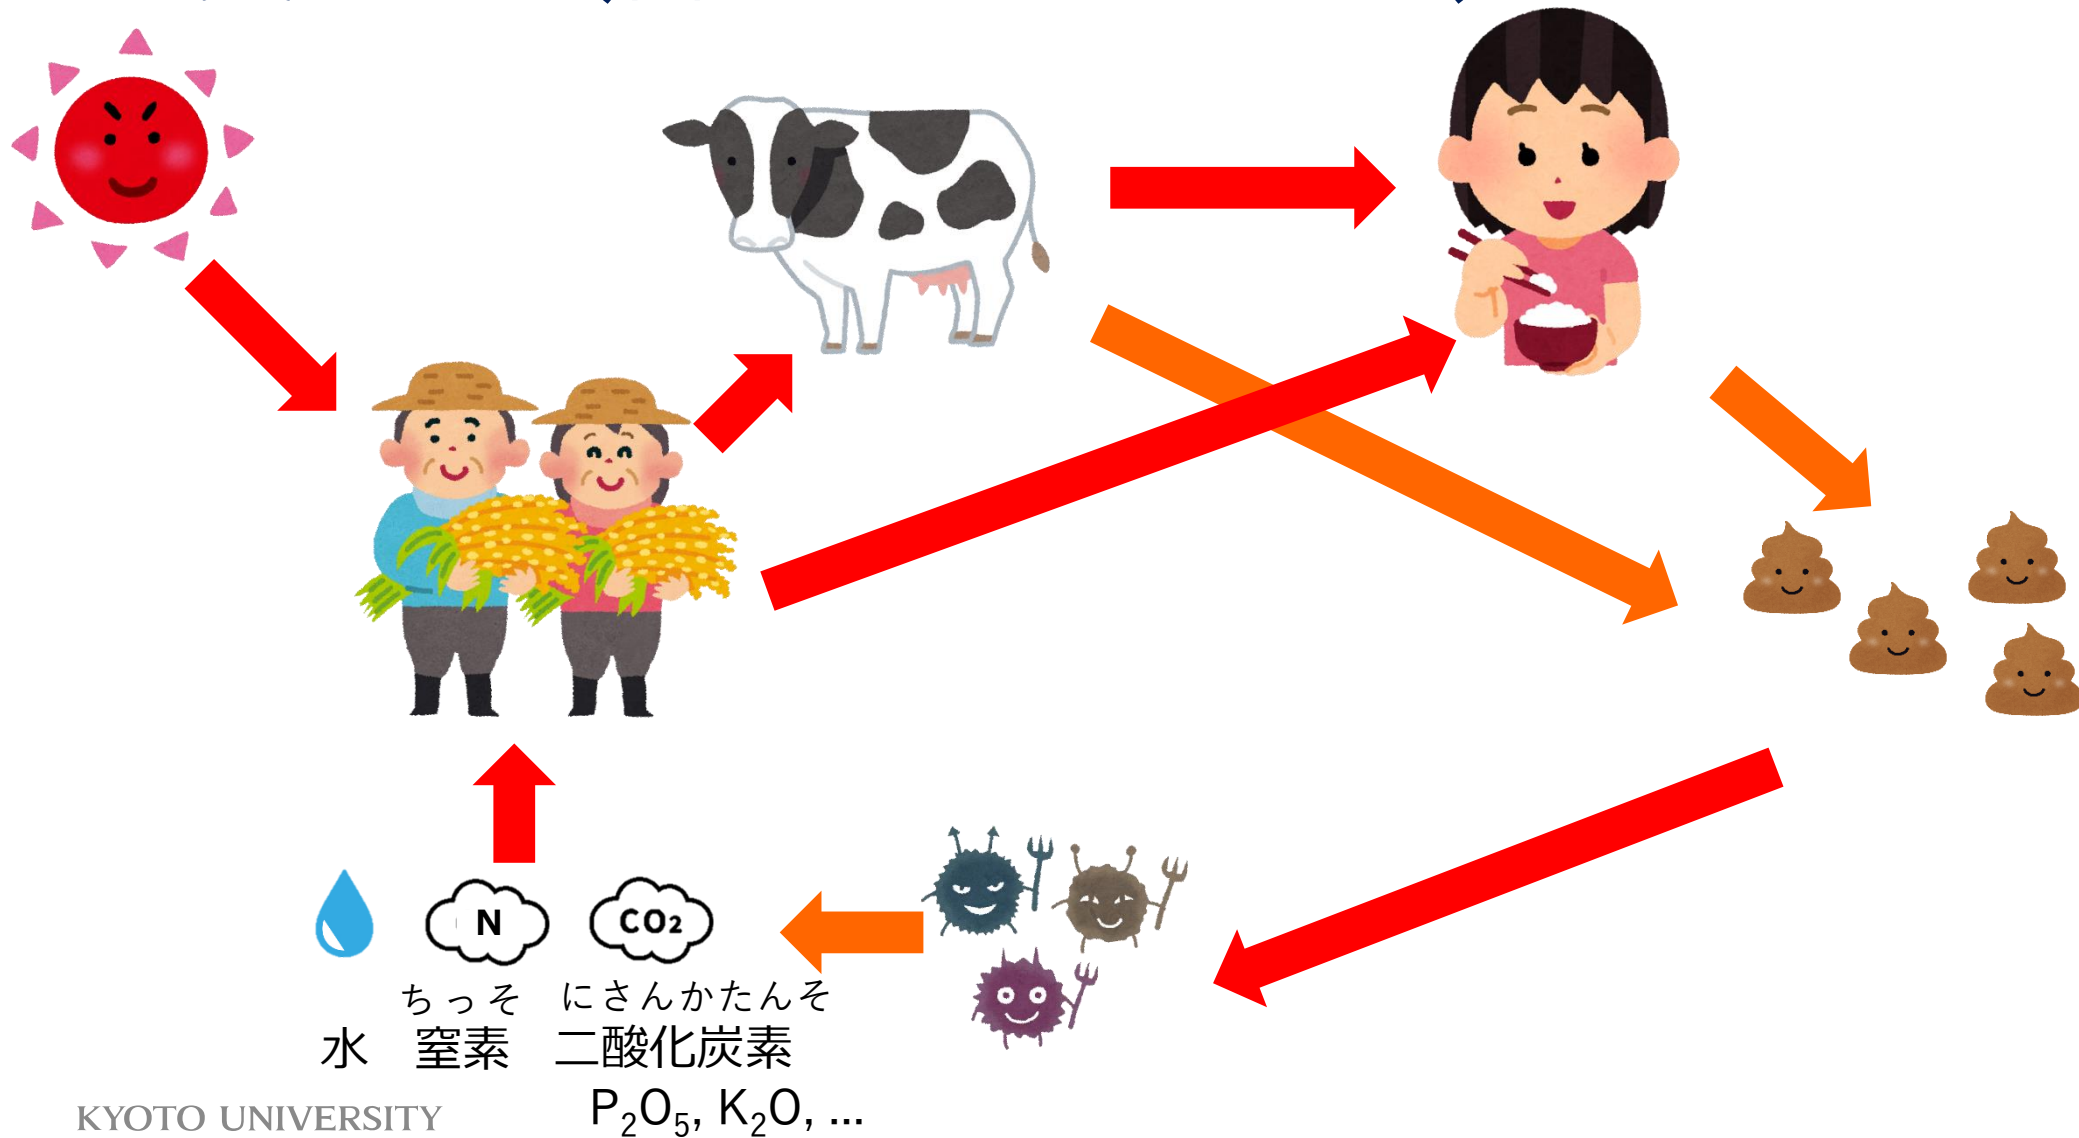 N
CO₂
ちっそ にさんかたんそ
水 窒素 二酸化炭素
P₂O₅, K₂O, ...
KYOTO UNIVERSITY